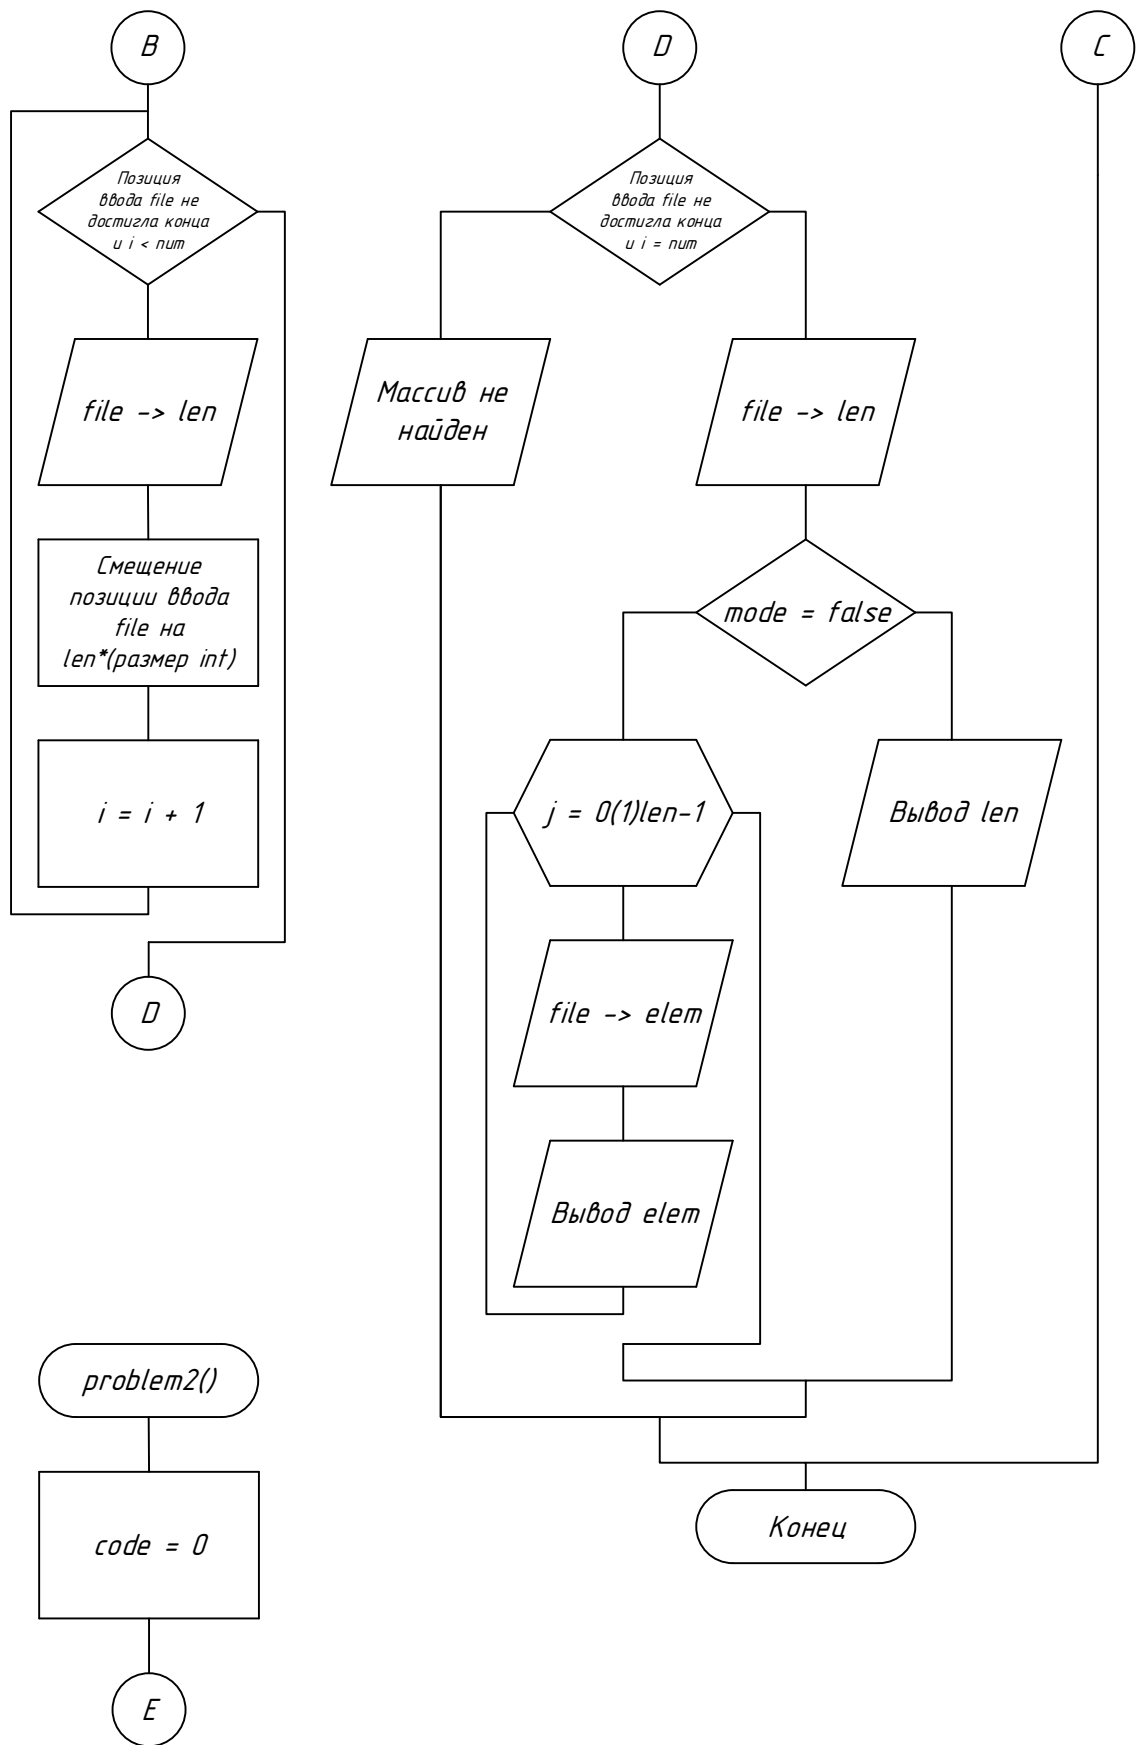 B
Позиция
ввода file не
достигла конца
и i < num
file -> len
Смещение
позиции ввода
file на
len*(размер int)
i = i + 1
D
problem2()
code = 0
E
D
Позиция
ввода file не
достигла конца
и i = num
Массив не
найден
file -> len
mode = false
j = 0(1)len-1
Вывод len
file -> elem
Вывод elem
Конец
C